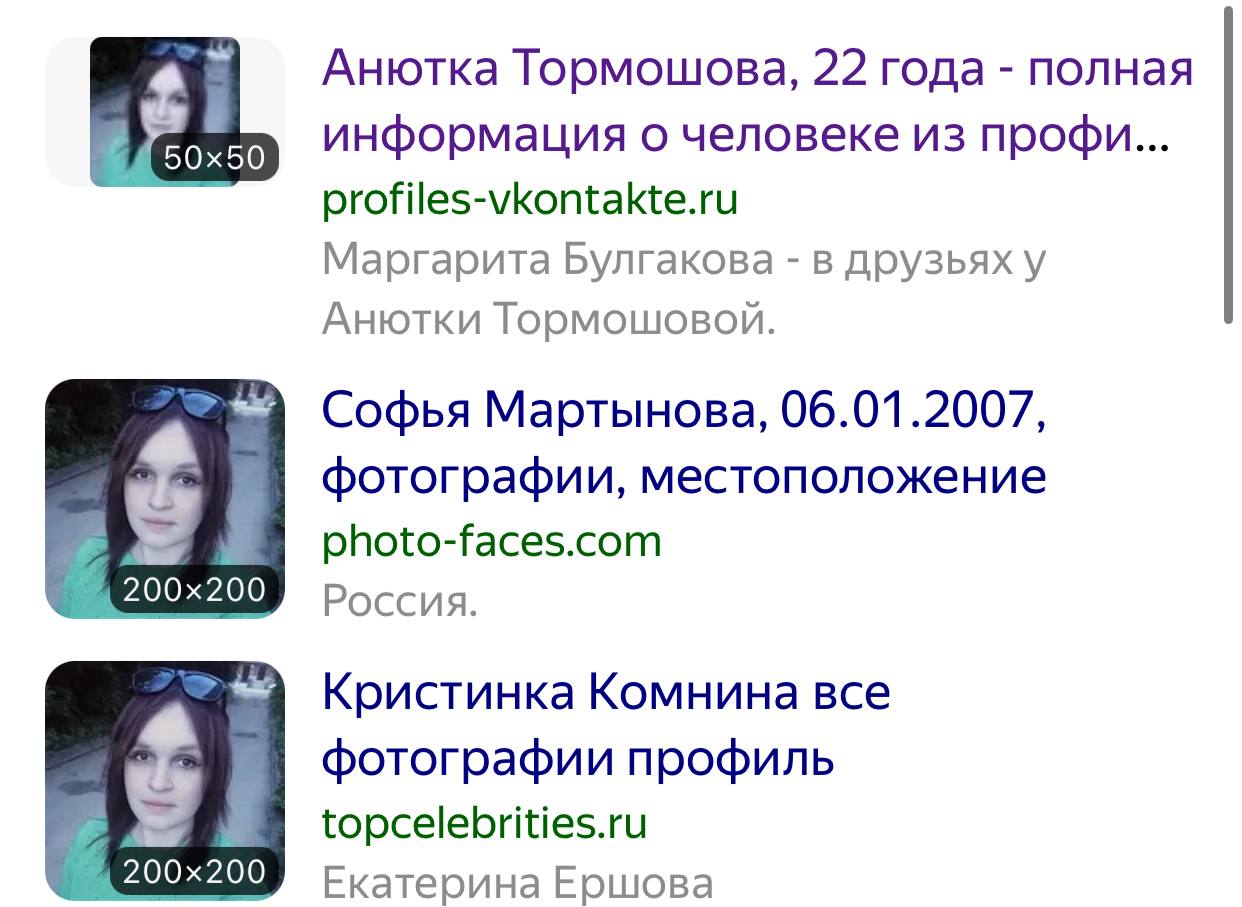 Анютка Тормошова, 22 года - полная
информация о человеке из профи...
50×50
profiles-vkontakte.ru
Маргарита Булгакова - в друзьях у
Анютки Тормошовой.
Софья Мартынова, 06.01.2007,
фотографии, местоположение
photo-faces.com
200×200
Россия.
Кристинка Комнина все
фотографии профиль
topcelebrities.ru
200×200
Екатерина Ершова